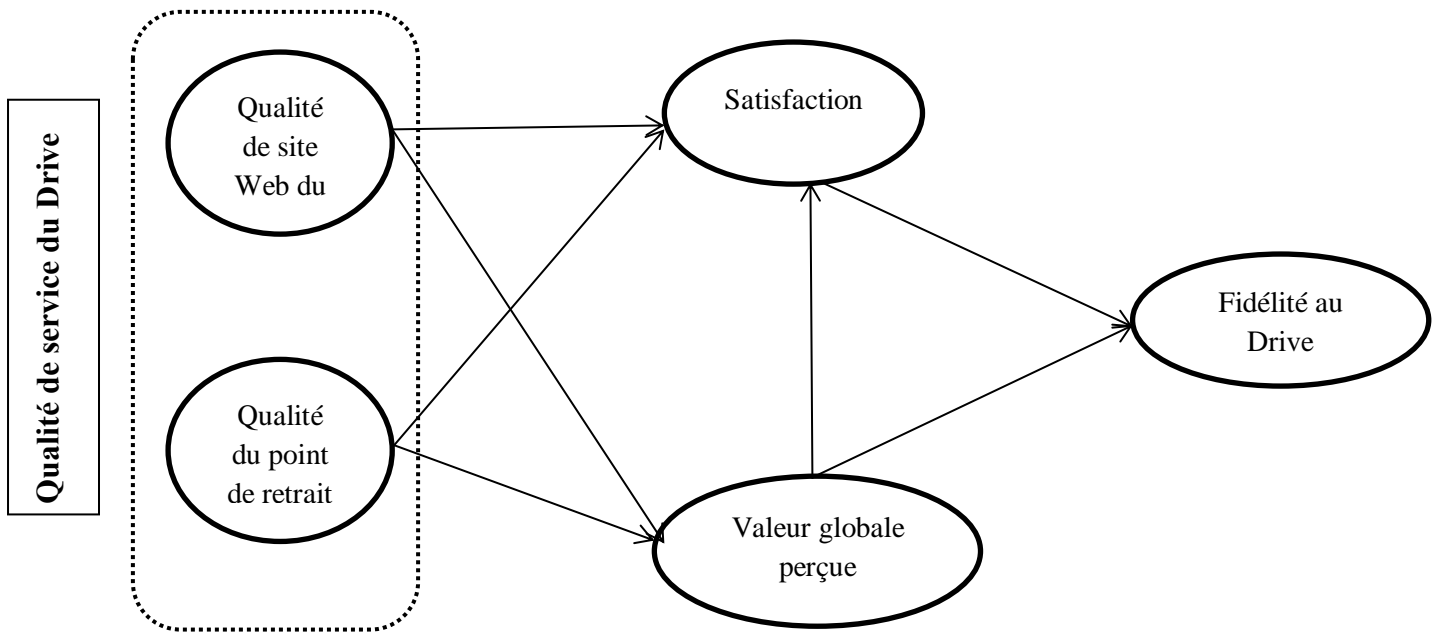 Qualité de service du Drive
Qualité
de site
Web du
Qualité
du point
de retrait
Satisfaction
Valeur globale
perçue
Fidélité au
Drive